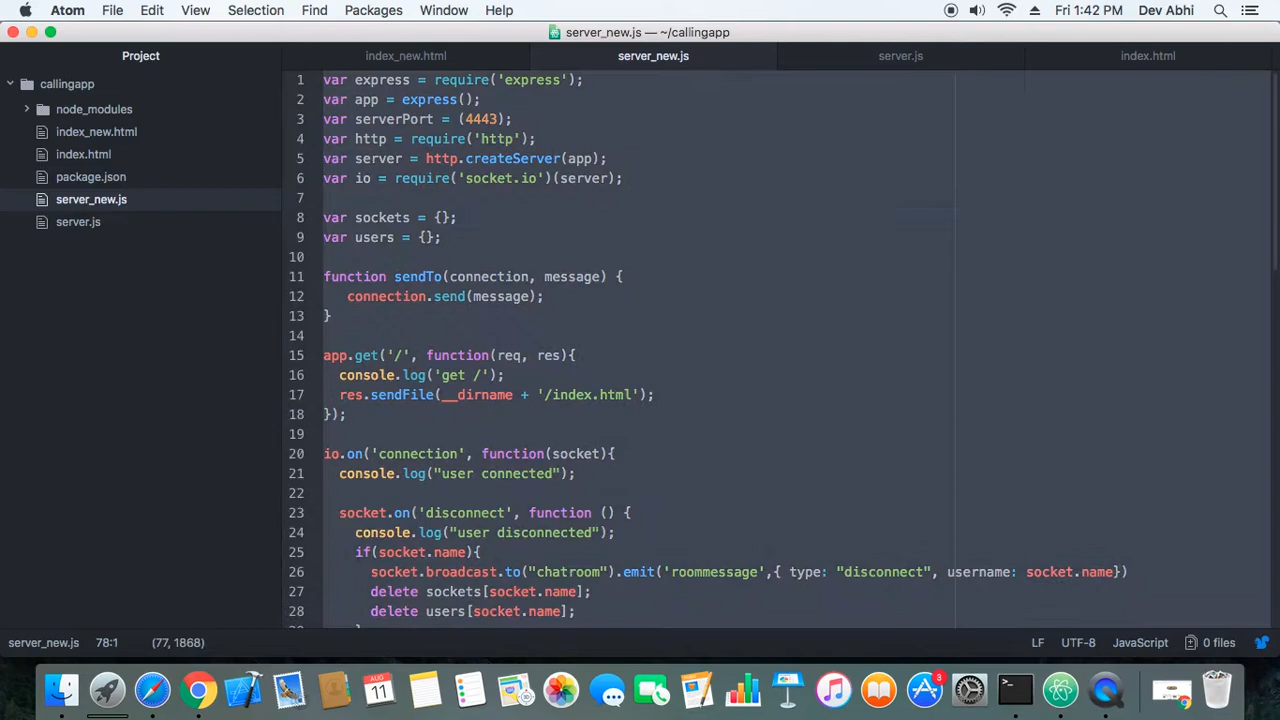 Atom File Edit View Selection Find Packages Window Help Fri 1:42 PM Dev Abhi
server_new.js — ~/callingapp
Project index_new.html server_new.js server.js index.html
callingapp
node_modules
index_new.html
index.html
package.json
server_new.js
server.js
1 var express = require('express');
2 var app = express();
3 var serverPort = (4443);
4 var http = require('http');
5 var server = http.createServer(app);
6 var io = require('socket.io')(server);
7
8 var sockets = {};
9 var users = {};
10
11 function sendTo(connection, message) {
12 connection.send(message);
13 }
14
15 app.get('/', function(req, res){
16 console.log('get /');
17 res.sendFile(__dirname + '/index.html');
18 });
19
20 io.on('connection', function(socket){
21 console.log("user connected");
22
23 socket.on('disconnect', function () {
24 console.log("user disconnected");
25 if(socket.name){
26 socket.broadcast.to("chatroom").emit('roommessage',{ type: "disconnect", username: socket.name})
27 delete sockets[socket.name];
28 delete users[socket.name];
server_new.js 78:1 (77, 1868) LF UTF-8 JavaScript 0 files
AUG
11
3